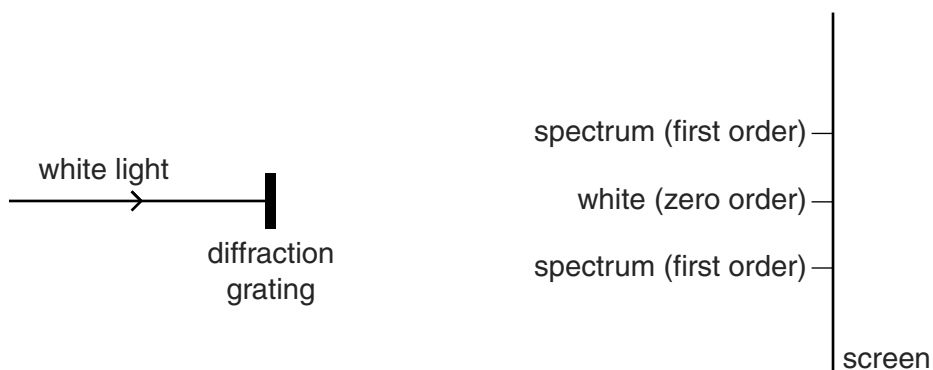 spectrum (first order)
white light
white (zero order)
diffraction
grating
spectrum (first order)
screen